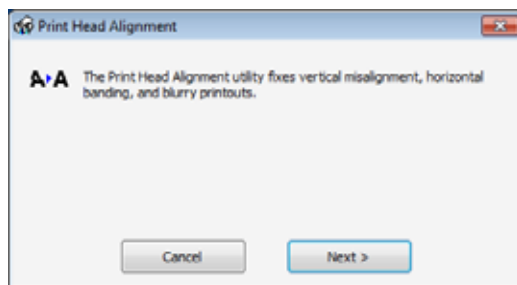 Print Head Alignment
A A The Print Head Alignment utility fixes vertical misalignment, horizontal
banding, and blurry printouts.
Cancel Next >